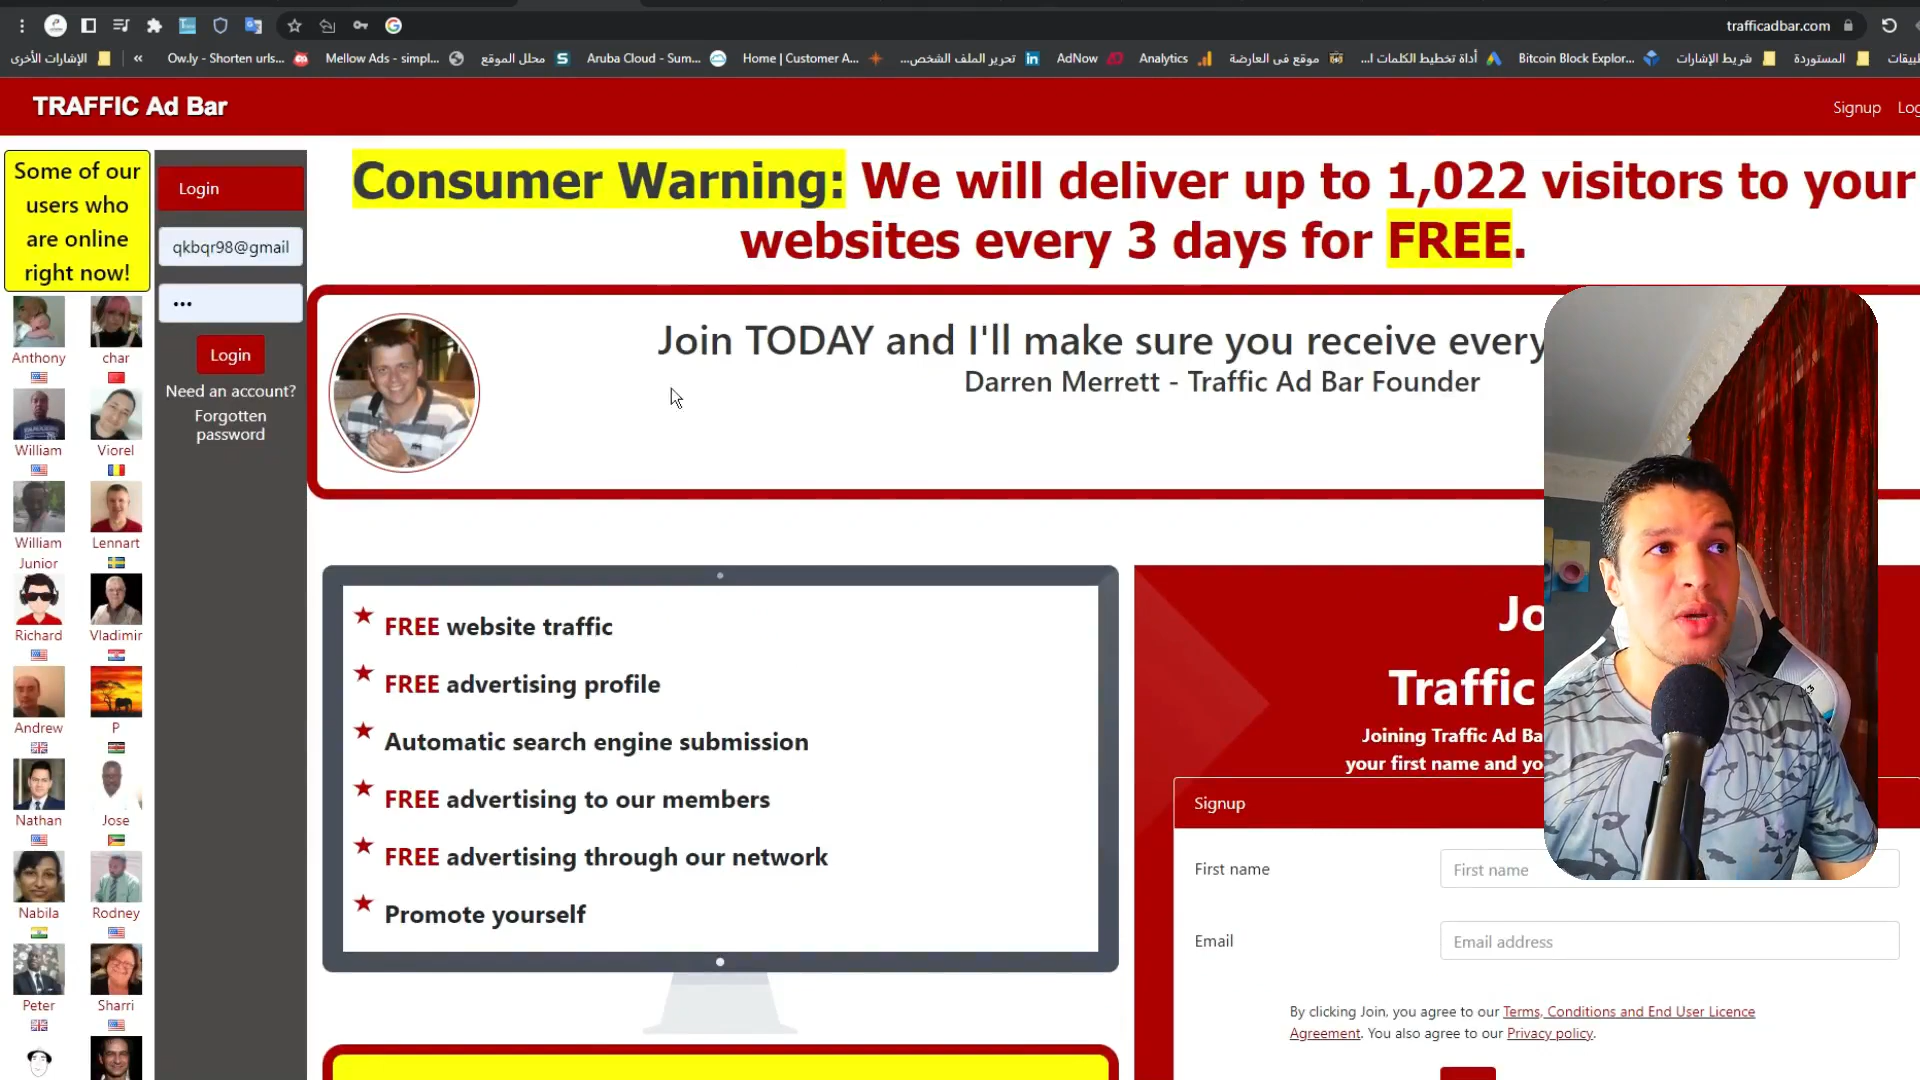 trafficadbar.com
الإشارات الأخرى
«
Ow.ly - Shorten urls...
Mellow Ads - simpl...
محلل الموقع
Aruba Cloud - Sum...
Home | Customer A...
تحرير الملف الشخص...
AdNow
Analytics
موقع في العارضة
أداة تخطيط الكلمات ا...
Bitcoin Block Explor...
شريط الإشارات
المستوردة
TRAFFIC Ad Bar
Signup
Some of our
users who
are online
right now!
Anthony
char
William
Viorel
William
Junior
Lennart
Richard
Vladimir
Andrew
P
Nathan
Jose
Nabila
Rodney
Peter
Sharri
Login
qkbqr98@gmail
Login
Need an account?
Forgotten
password
Consumer Warning: We will deliver up to 1,022 visitors to your
websites every 3 days for FREE.
Join TODAY and I'll make sure you receive every
Darren Merrett - Traffic Ad Bar Founder
FREE website traffic
FREE advertising profile
Automatic search engine submission
FREE advertising to our members
FREE advertising through our network
Promote yourself
Jo
Traffic
Joining Traffic Ad Ba
your first name and yo
Signup
First name
First name
Email
Email address
By clicking Join, you agree to our Terms, Conditions and End User Licence
Agreement. You also agree to our Privacy policy.